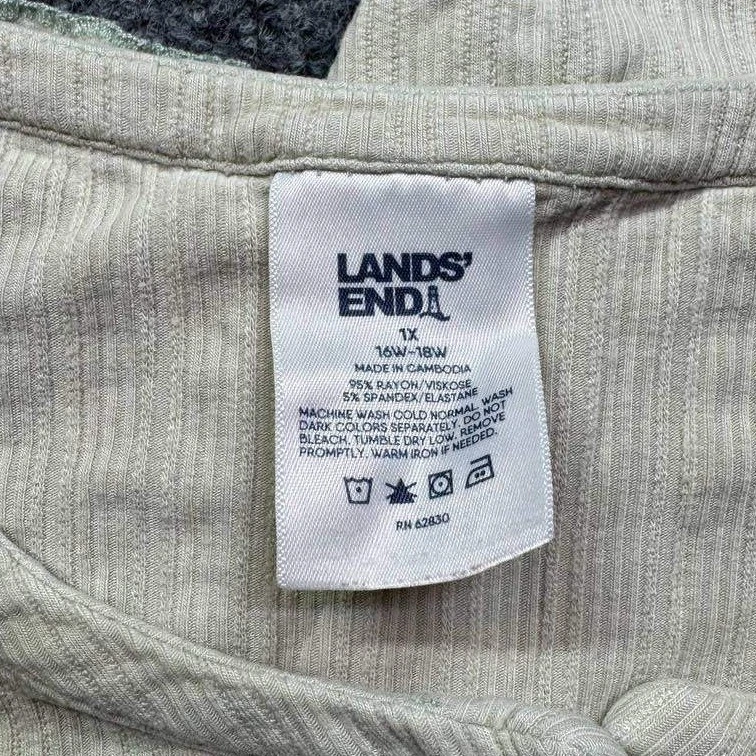 LANDS'
END
1X
16W-18W
MADE IN CAMBODIA
95% RAYON/VISKOSE
5% SPANDEX/ELASTANE
MACHINE WASH COLD NORMAL. WASH
DARK COLORS SEPARATELY. DO NOT
BLEACH. TUMBLE DRY LOW. REMOVE
PROMPTLY. WARM IRON IF NEEDED.
RN 62830